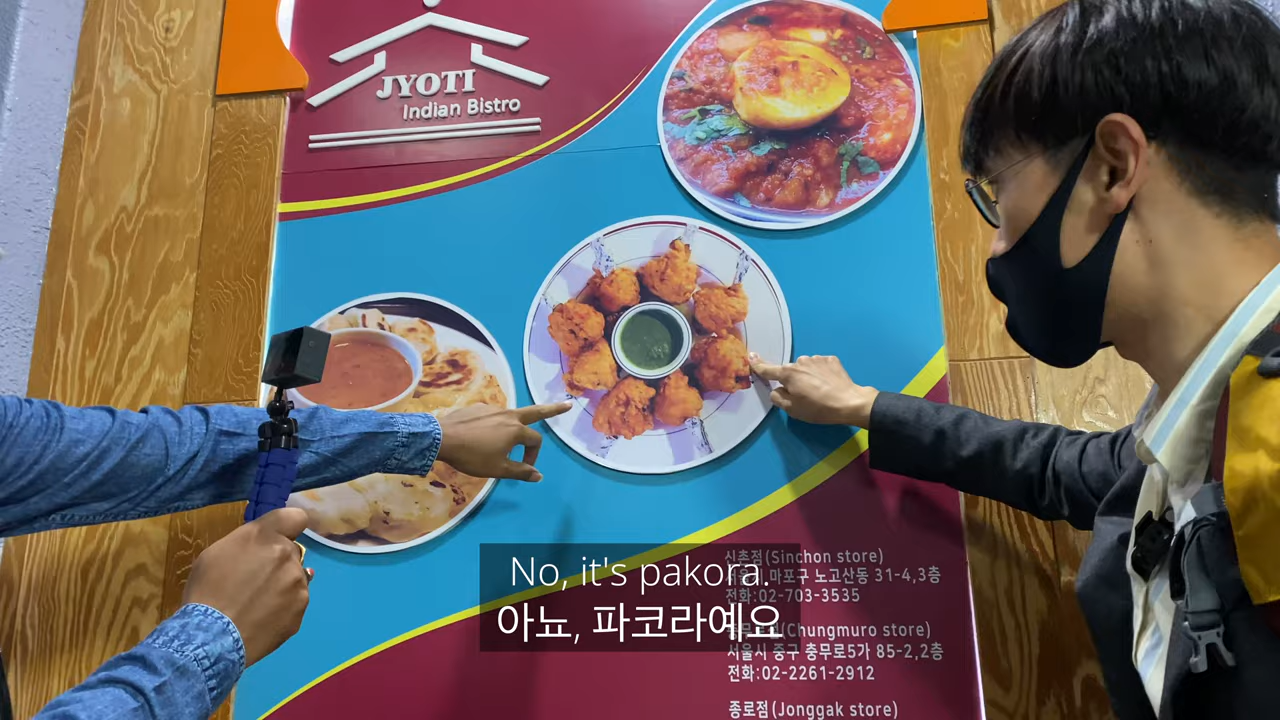 JYOTI
Indian Bistro
신촌점(Sinchon store)
마포구 노고산동 31-4,3층
전화:02-703-3535
(Chungmuro store)
서울시 중구 충무로5가 85-2,2층
전화:02-2261-2912
종로점(Jonggak store)
No, it's pakora.
아뇨, 파코라예요